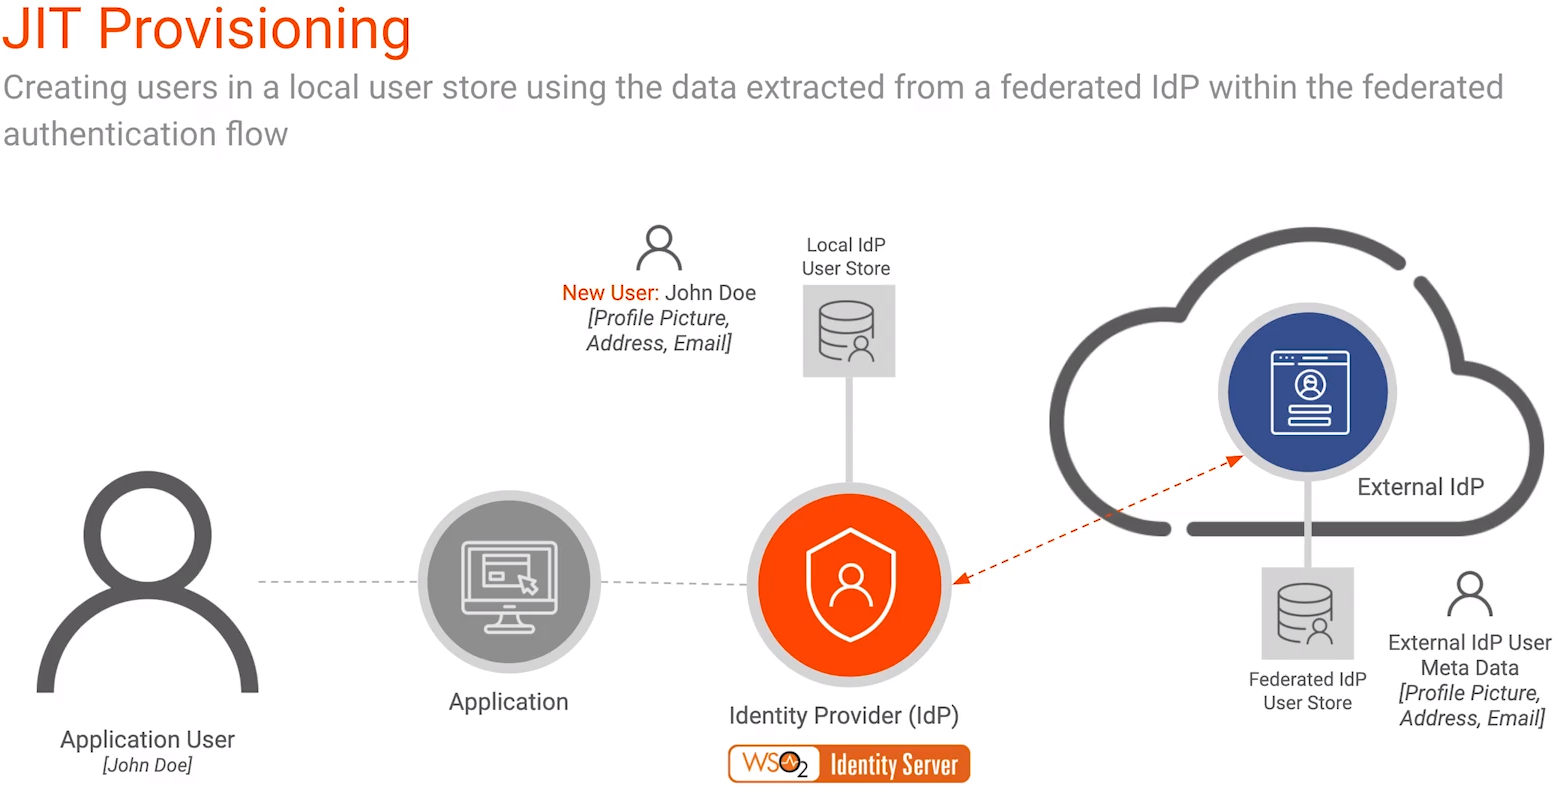 JIT Provisioning
Creating users in a local user store using the data extracted from a federated IdP within the federated
authentication flow
New User: John Doe
[Profile Picture,
Address, Email]
Local IdP
User Store
External IdP
Application User
[John Doe]
Application
Identity Provider (IdP)
WSO2 Identity Server
Federated IdP
User Store
External IdP User
Meta Data
[Profile Picture,
Address, Email]